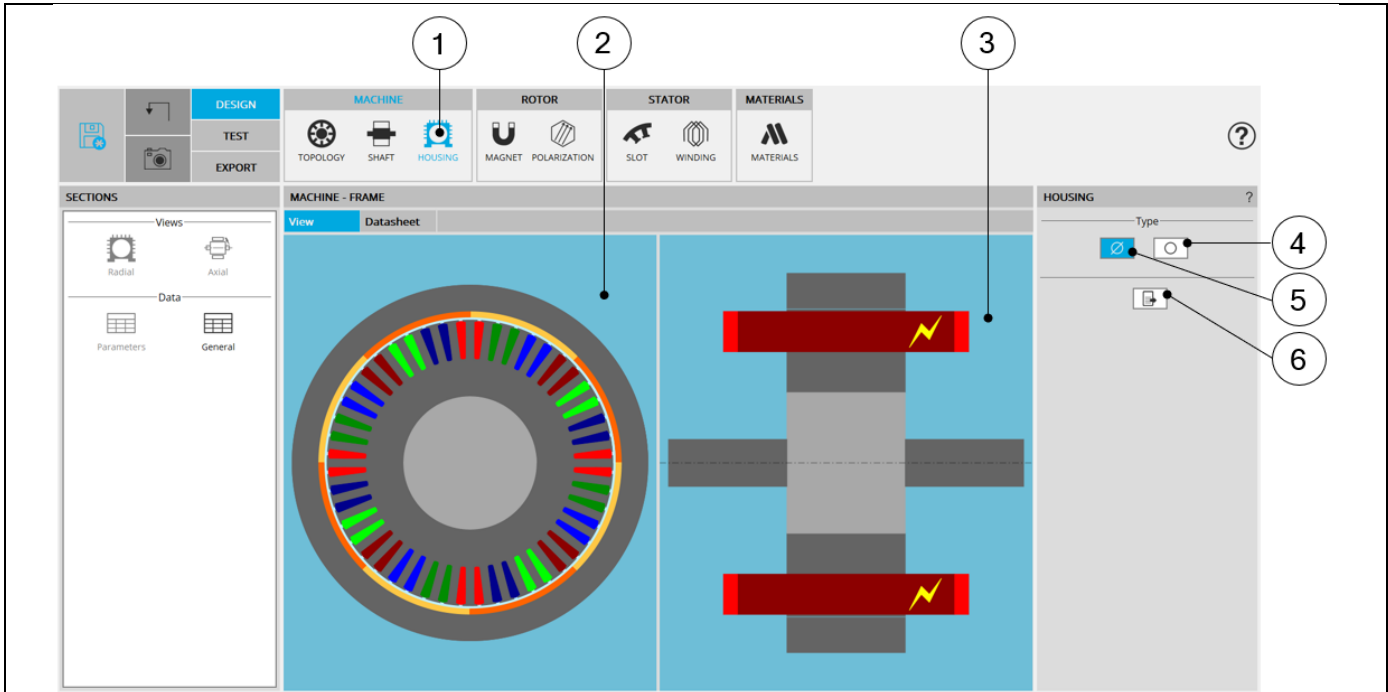 1 2 3
DESIGN
TEST
EXPORT
MACHINE ROTOR STATOR MATERIALS
TOPOLOGY SHAFT HOUSING MAGNET POLARIZATION SLOT WINDING MATERIALS
?
SECTIONS
Views
Radial Axial
Data
Parameters General
MACHINE - FRAME
View Datasheet
HOUSING ?
Type
4
5
6